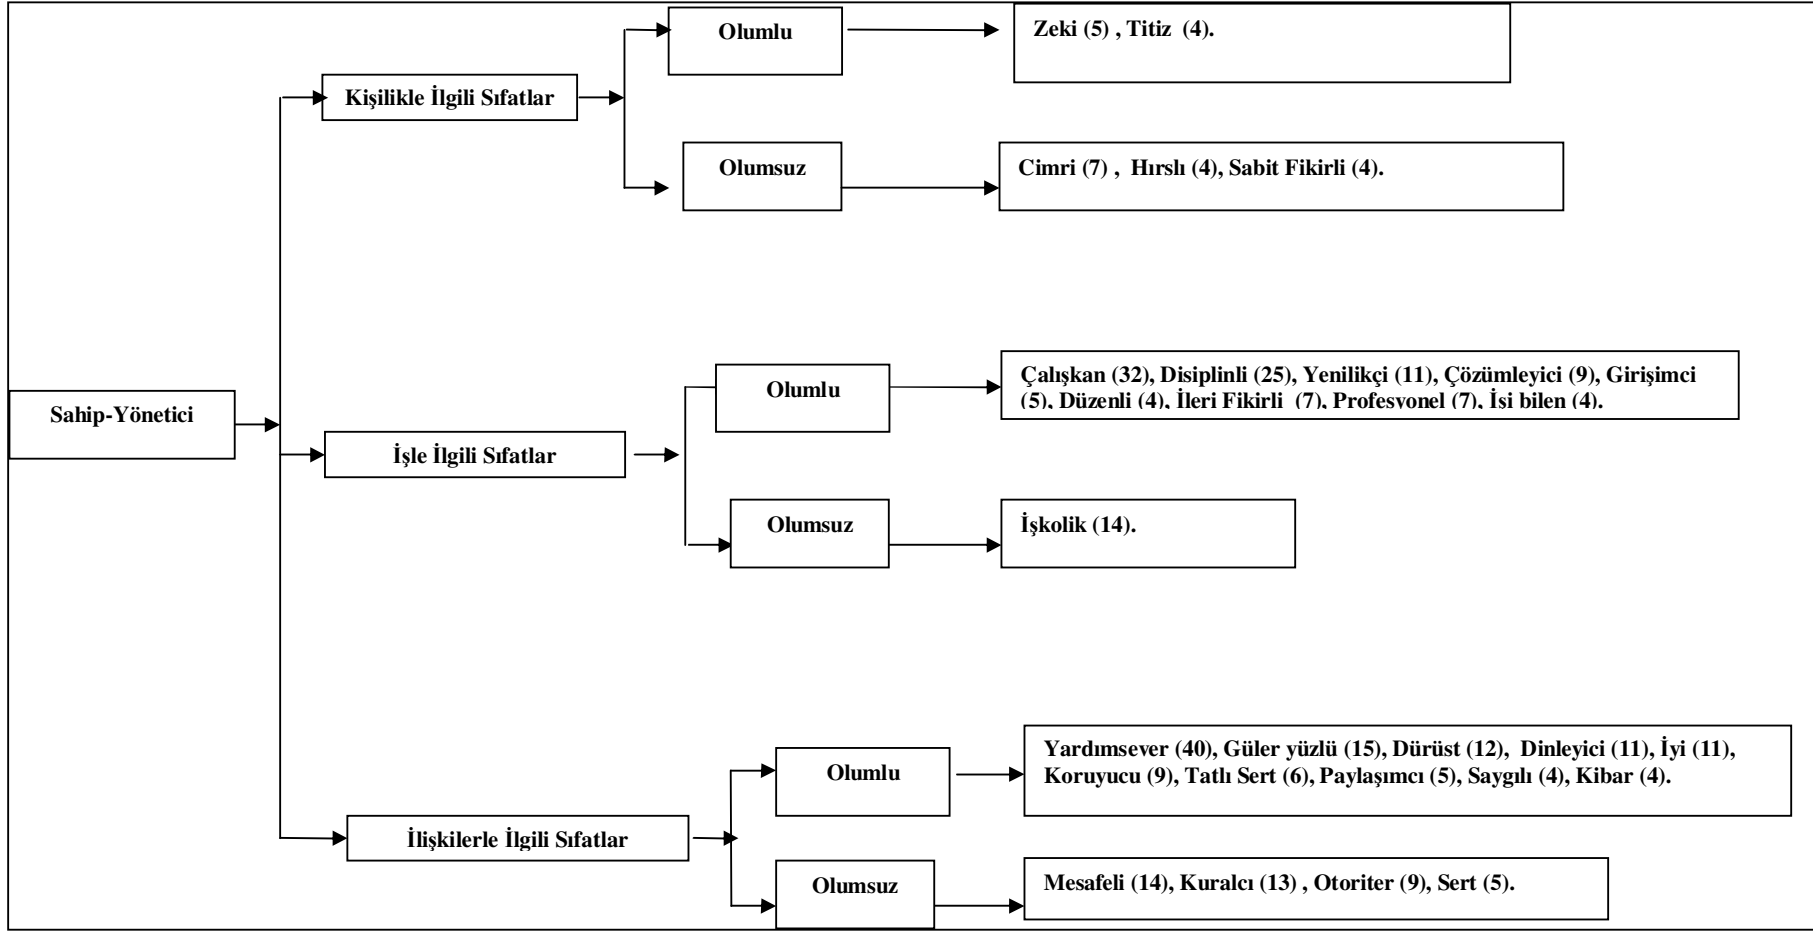 Olumlu
Zeki (5) , Titiz  (4).
Kişilikle İlgili Sıfatlar
Olumsuz
Cimri (7) ,  Hırslı (4), Sabit Fikirli (4).
Sahip-Yönetici
Olumlu
Çalışkan (32), Disiplinli (25), Yenilikçi (11), Çözümleyici (9), Girişimci
(5), Düzenli (4), İleri Fikirli  (7), Profesyonel (7), İşi bilen (4).
İşle İlgili Sıfatlar
Olumsuz
İşkolik (14).
Olumlu
Yardımsever (40), Güler yüzlü (15), Dürüst (12),  Dinleyici (11), İyi (11),
Koruyucu (9), Tatlı Sert (6), Paylaşımcı (5), Saygılı (4), Kibar (4).
İlişkilerle İlgili Sıfatlar
Olumsuz
Mesafeli (14), Kuralcı (13) , Otoriter (9), Sert (5).